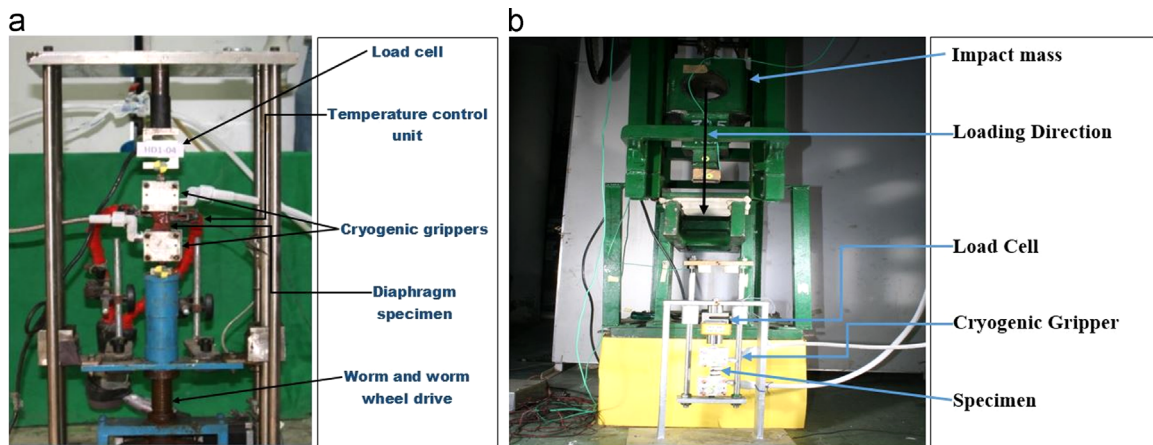 a
Load cell
Temperature control
unit
Cryogenic grippers
Diaphragm
specimen
Worm and worm
wheel drive
H01-04
b
Impact mass
Loading Direction
Load Cell
Cryogenic Gripper
Specimen